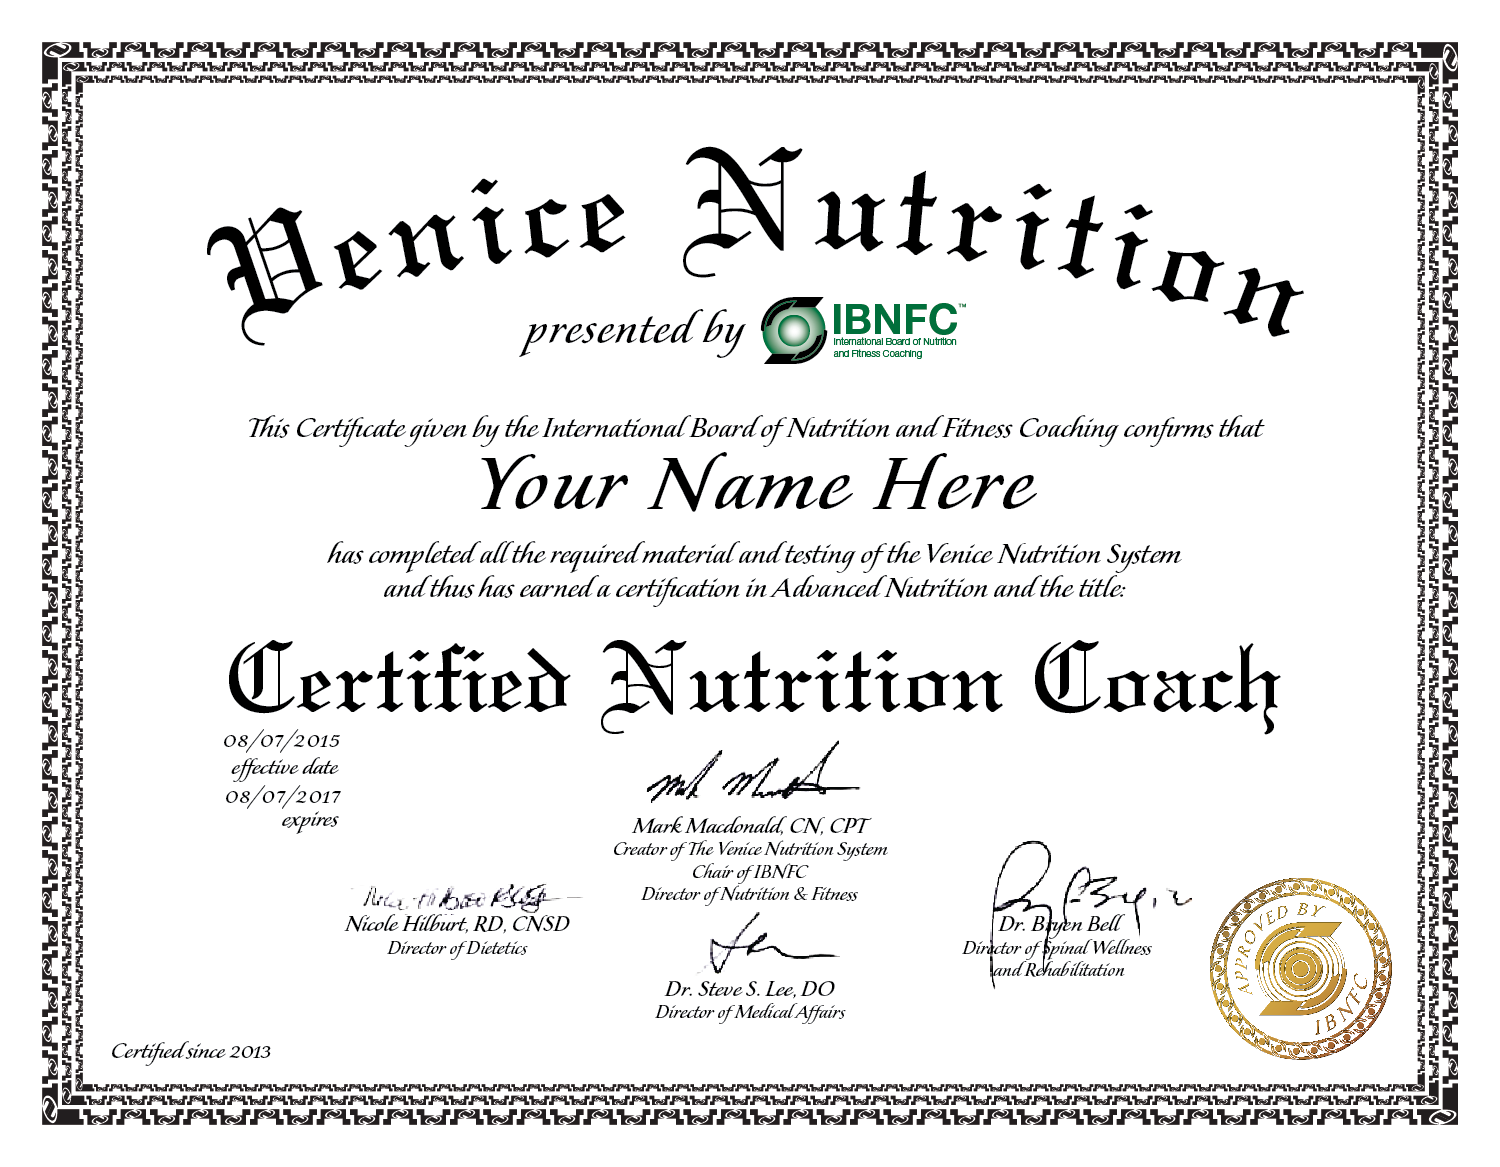 Venice Nutrition
presented by
IBNFC™
International Board of Nutrition
and Fitness Coaching
This Certificate given by the International Board of Nutrition and Fitness Coaching confirms that
Your Name Here
has completed all the required material and testing of the Venice Nutrition System
and thus has earned a certification in Advanced Nutrition and the title:
Certified Nutrition Coach
08/07/2015
effective date
08/07/2017
expires
Mark Macdonald, CN, CPT
Creator of The Venice Nutrition System
Chair of IBNFC
Director of Nutrition & Fitness
Nicole Hilburt, RD, CNSD
Director of Dietetics
Dr. Steve S. Lee, DO
Director of Medical Affairs
Dr. Bryen Bell
Director of Spinal Wellness
and Rehabilitation
APPROVED BY
IBNFC
Certified since 2013